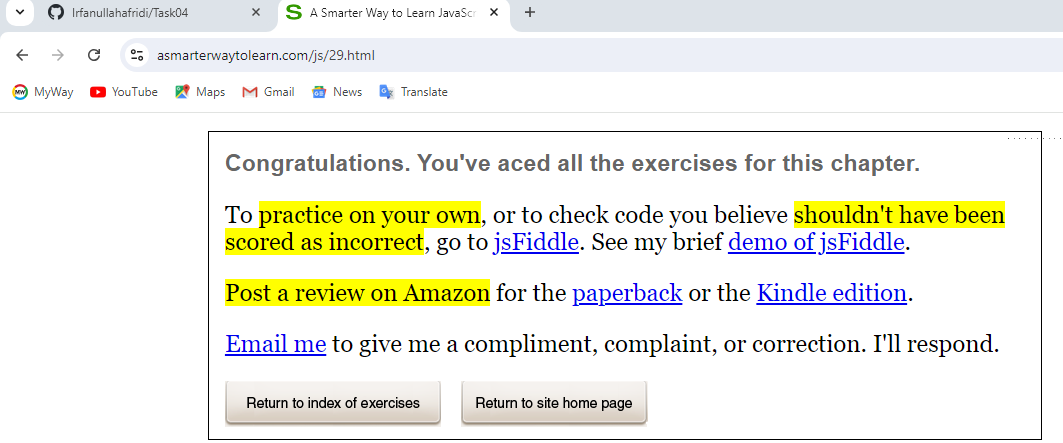 Irfanullahafridi/Task04
A Smarter Way to Learn JavaScr
asmarterwaytolearn.com/js/29.html
MyWay YouTube Maps Gmail News Translate
Congratulations. You've aced all the exercises for this chapter.
To practice on your own, or to check code you believe shouldn't have been
scored as incorrect, go to jsFiddle. See my brief demo of jsFiddle.
Post a review on Amazon for the paperback or the Kindle edition.
Email me to give me a compliment, complaint, or correction. I'll respond.
Return to index of exercises Return to site home page